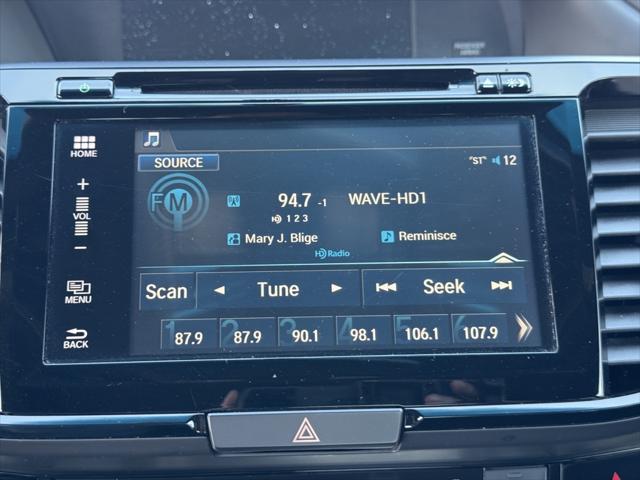 HOME
SOURCE
"ST" 12
+
VOL
−
FM
94.7 -1 WAVE-HD1
HD 1 2 3
Mary J. Blige Reminisce
HD Radio
MENU
Scan Tune Seek
BACK
1 2 3 4 5 6
87.9 87.9 90.1 98.1 106.1 107.9